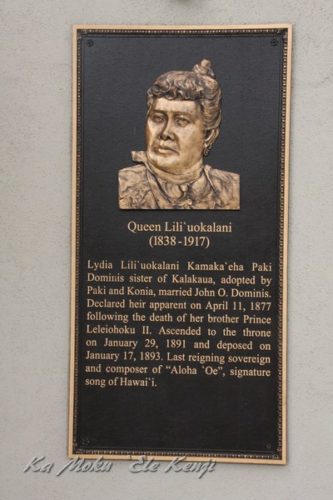 Queen Lili`uokalani
(1838-1917)
Lydia Lili`uokalani Kamaka`eha Paki
Dominis sister of Kalakaua, adopted by
Paki and Konia, married John O. Dominis.
Declared heir apparent on April 11, 1877
following the death of her brother Prince
Leleiohoku II. Ascended to the throne
on January 29, 1891 and deposed on
January 17, 1893. Last reigning sovereign
and composer of “Aloha `Oe”, signature
song of Hawai`i.
Ka Moku Ele Kenji